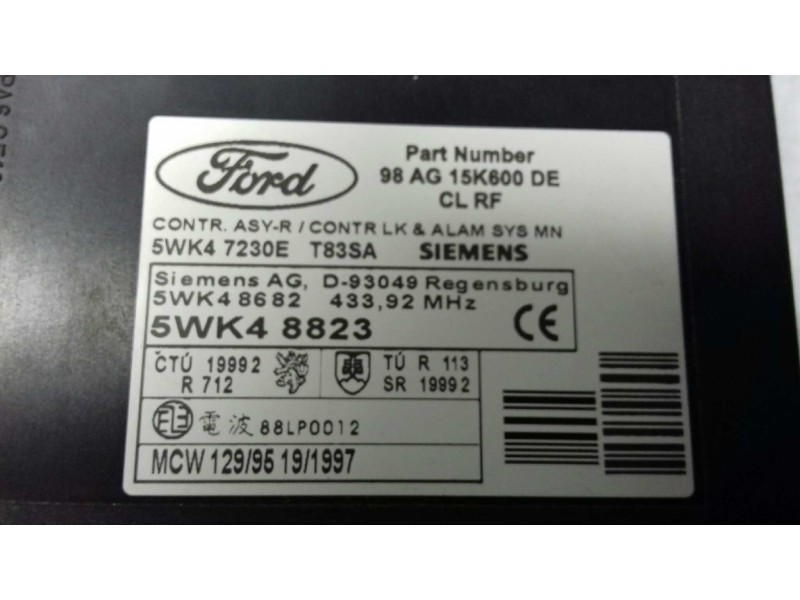 Ford
Part Number
98 AG 15K600 DE
CL RF
CONTR. ASY-R / CONTR LK & ALAM SYS MN
5WK4 7230E T83SA SIEMENS
Siemens AG, D-93049 Regensburg
5WK4 8682 433,92 MHz
5WK4 8823 CE
ČTÚ 1999 2
R 712
TÚ R 113
SR 1999 2
電波 88LP0012
MCW 129/95 19/1997